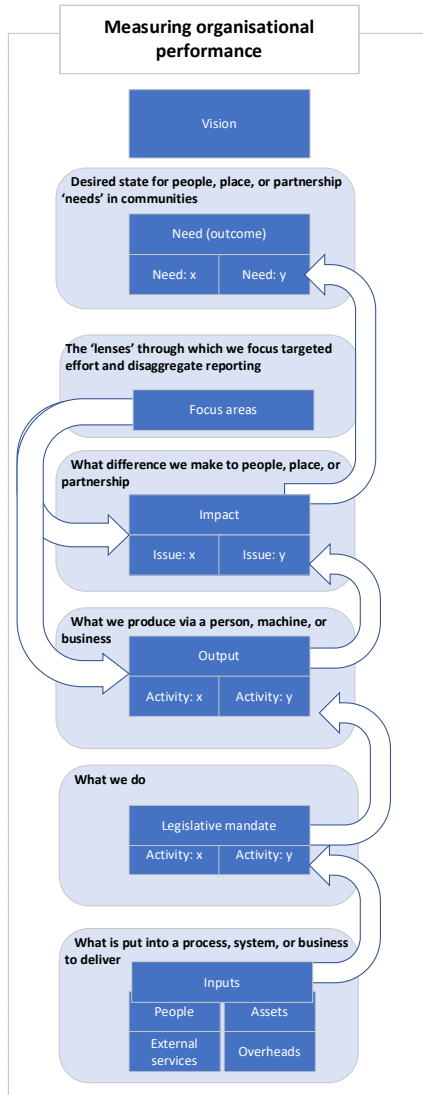 Measuring organisational
performance
Vision
Desired state for people, place, or partnership
‘needs’ in communities
Need (outcome)
Need: x
Need: y
The ‘lenses’ through which we focus targeted
effort and disaggregate reporting
Focus areas
What difference we make to people, place, or
partnership
Impact
Issue: x
Issue: y
What we produce via a person, machine, or
business
Output
Activity: x
Activity: y
What we do
Legislative mandate
Activity: x
Activity: y
What is put into a process, system, or business
to deliver
Inputs
People
Assets
External
services
Overheads